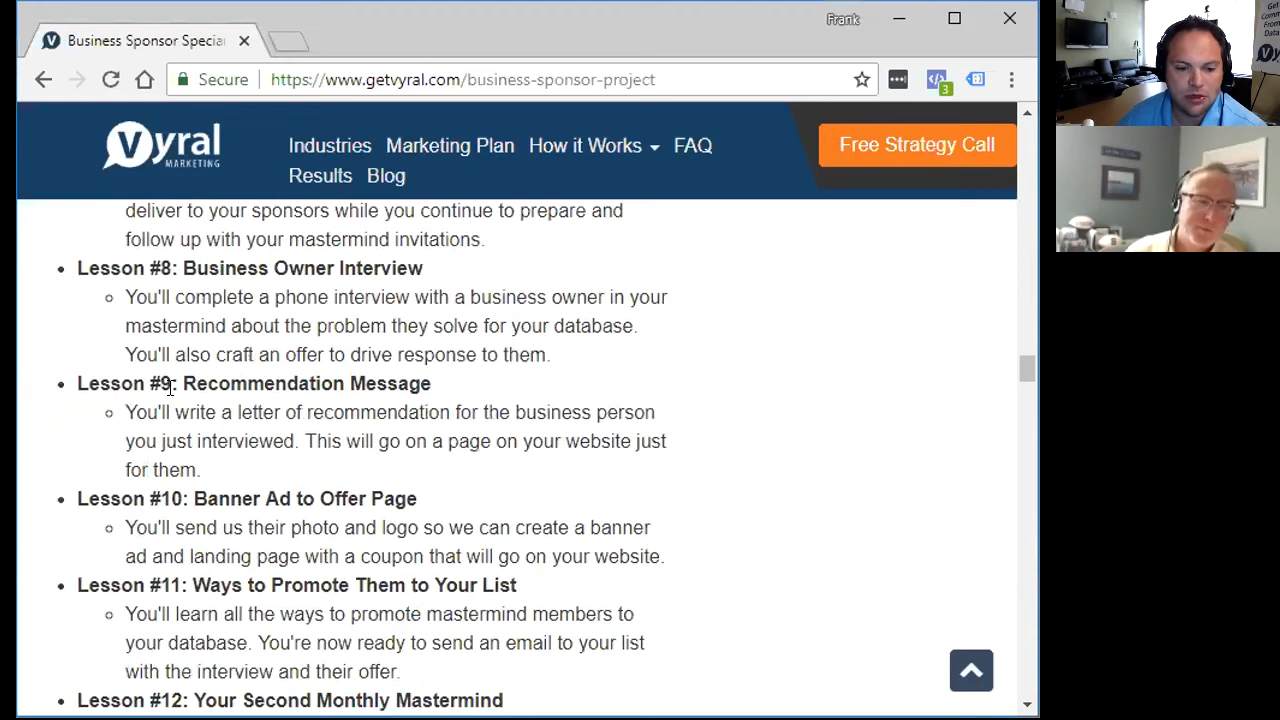 Frank
Business Sponsor Specia
Secure
https://www.getvyral.com/business-sponsor-project
3
Vyral
MARKETING
Industries Marketing Plan How it Works FAQ
Results Blog
Free Strategy Call
deliver to your sponsors while you continue to prepare and
follow up with your mastermind invitations.
Lesson #8: Business Owner Interview
You'll complete a phone interview with a business owner in your
mastermind about the problem they solve for your database.
You'll also craft an offer to drive response to them.
Lesson #9: Recommendation Message
You'll write a letter of recommendation for the business person
you just interviewed. This will go on a page on your website just
for them.
Lesson #10: Banner Ad to Offer Page
You'll send us their photo and logo so we can create a banner
ad and landing page with a coupon that will go on your website.
Lesson #11: Ways to Promote Them to Your List
You'll learn all the ways to promote mastermind members to
your database. You're now ready to send an email to your list
with the interview and their offer.
Lesson #12: Your Second Monthly Mastermind
Get
Comm
From
Data